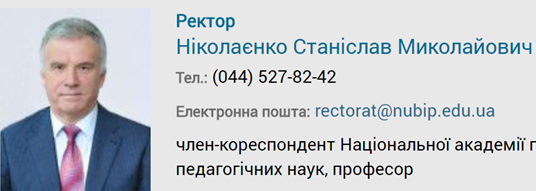 Ректор
Ніколаєнко Станіслав Миколайович
Тел.: (044) 527-82-42
Електронна пошта: rectorat@nubip.edu.ua
член-кореспондент Національної академії
педагогічних наук, професор